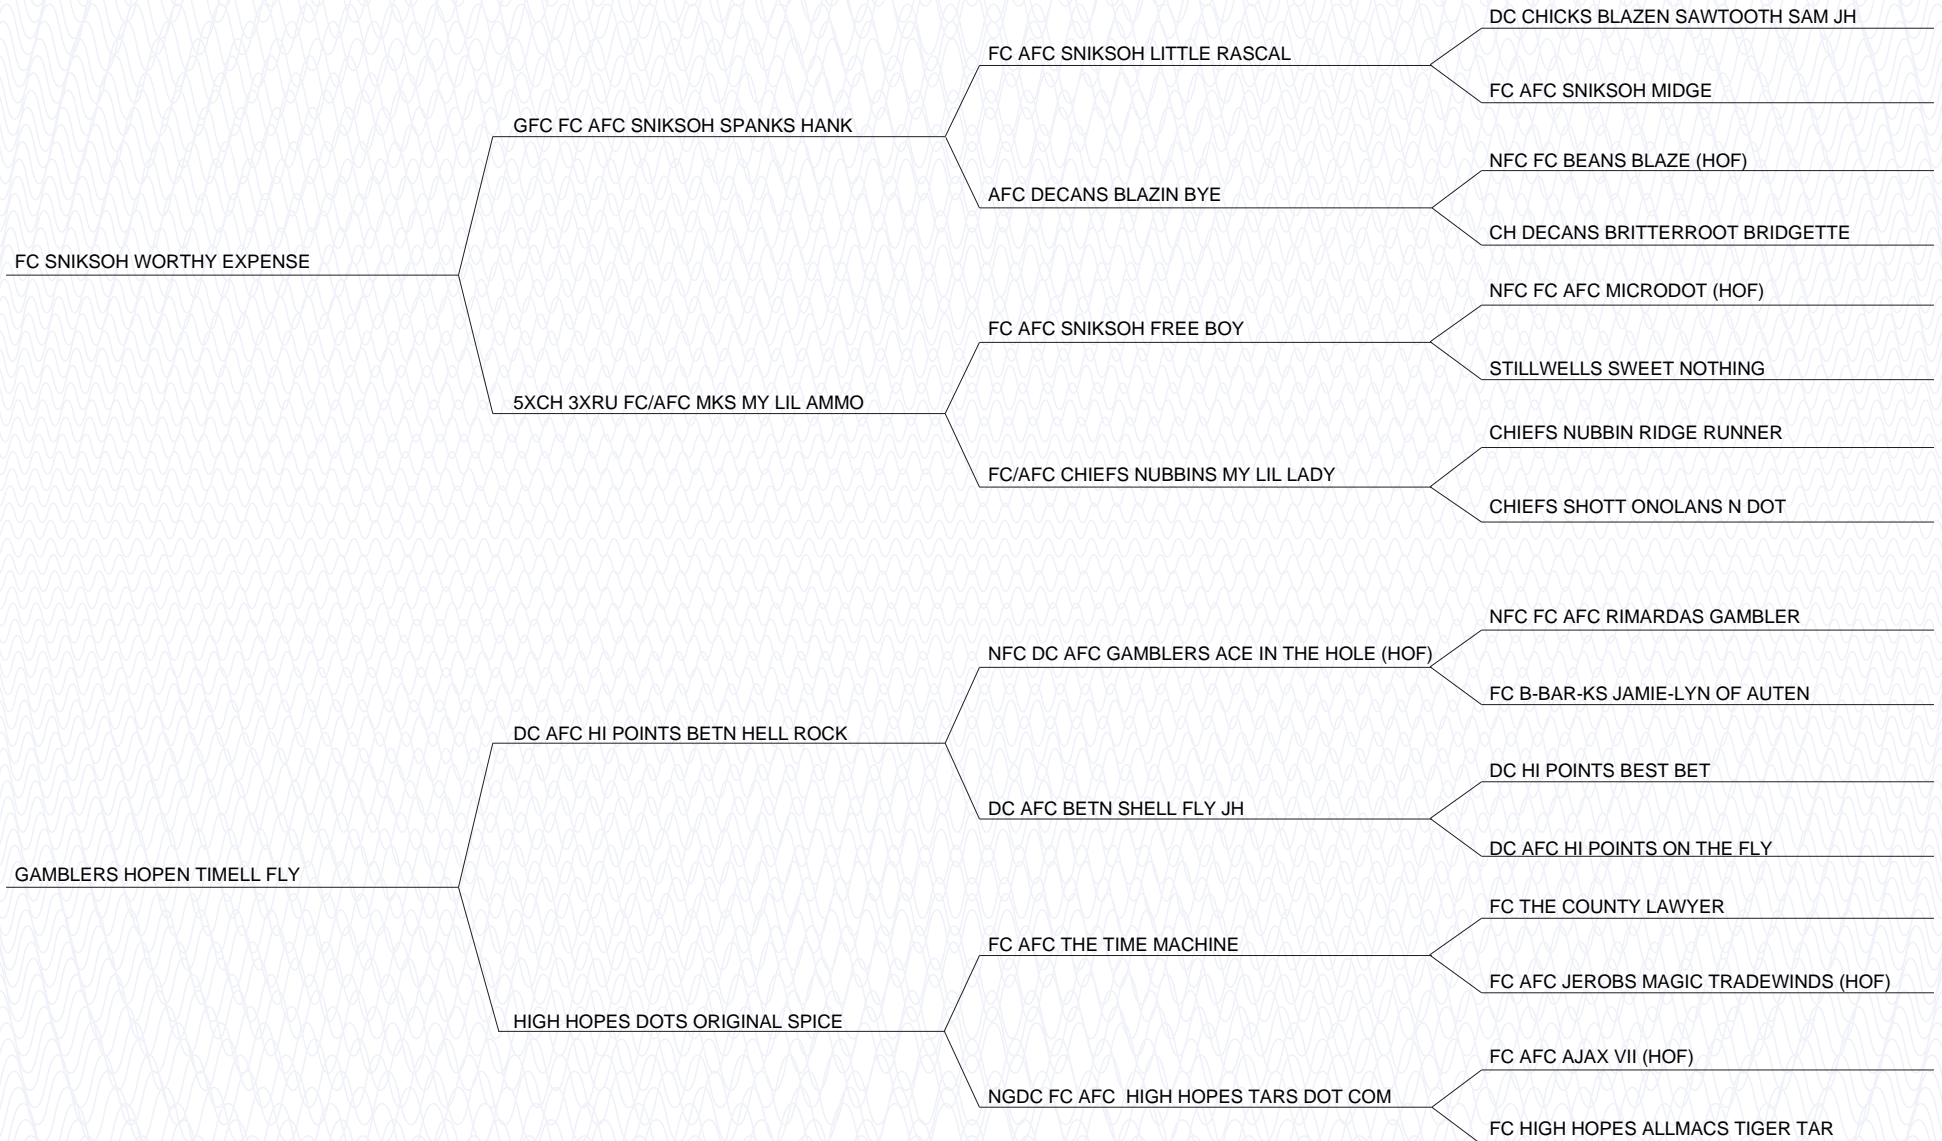 DC CHICKS BLAZEN SAWTOOTH SAM JH
FC AFC SNIKSOH LITTLE RASCAL
FC AFC SNIKSOH MIDGE
GFC FC AFC SNIKSOH SPANKS HANK
NFC FC BEANS BLAZE (HOF)
AFC DECANS BLAZIN BYE
CH DECANS BRITTERROOT BRIDGETTE
FC SNIKSOH WORTHY EXPENSE
NFC FC AFC MICRODOT (HOF)
FC AFC SNIKSOH FREE BOY
STILLWELLS SWEET NOTHING
5XCH 3XRU FC/AFC MKS MY LIL AMMO
CHIEFS NUBBIN RIDGE RUNNER
FC/AFC CHIEFS NUBBINS MY LIL LADY
CHIEFS SHOTT ONOLANS N DOT
NFC FC AFC RIMARDAS GAMBLER
NFC DC AFC GAMBLERS ACE IN THE HOLE (HOF)
FC B-BAR-KS JAMIE-LYN OF AUTEN
DC AFC HI POINTS BETN HELL ROCK
DC HI POINTS BEST BET
DC AFC BETN SHELL FLY JH
DC AFC HI POINTS ON THE FLY
GAMBLERS HOPEN TIMELL FLY
FC THE COUNTY LAWYER
FC AFC THE TIME MACHINE
FC AFC JEROBS MAGIC TRADEWINDS (HOF)
HIGH HOPES DOTS ORIGINAL SPICE
FC AFC AJAX VII (HOF)
NGDC FC AFC  HIGH HOPES TARS DOT COM
FC HIGH HOPES ALLMACS TIGER TAR